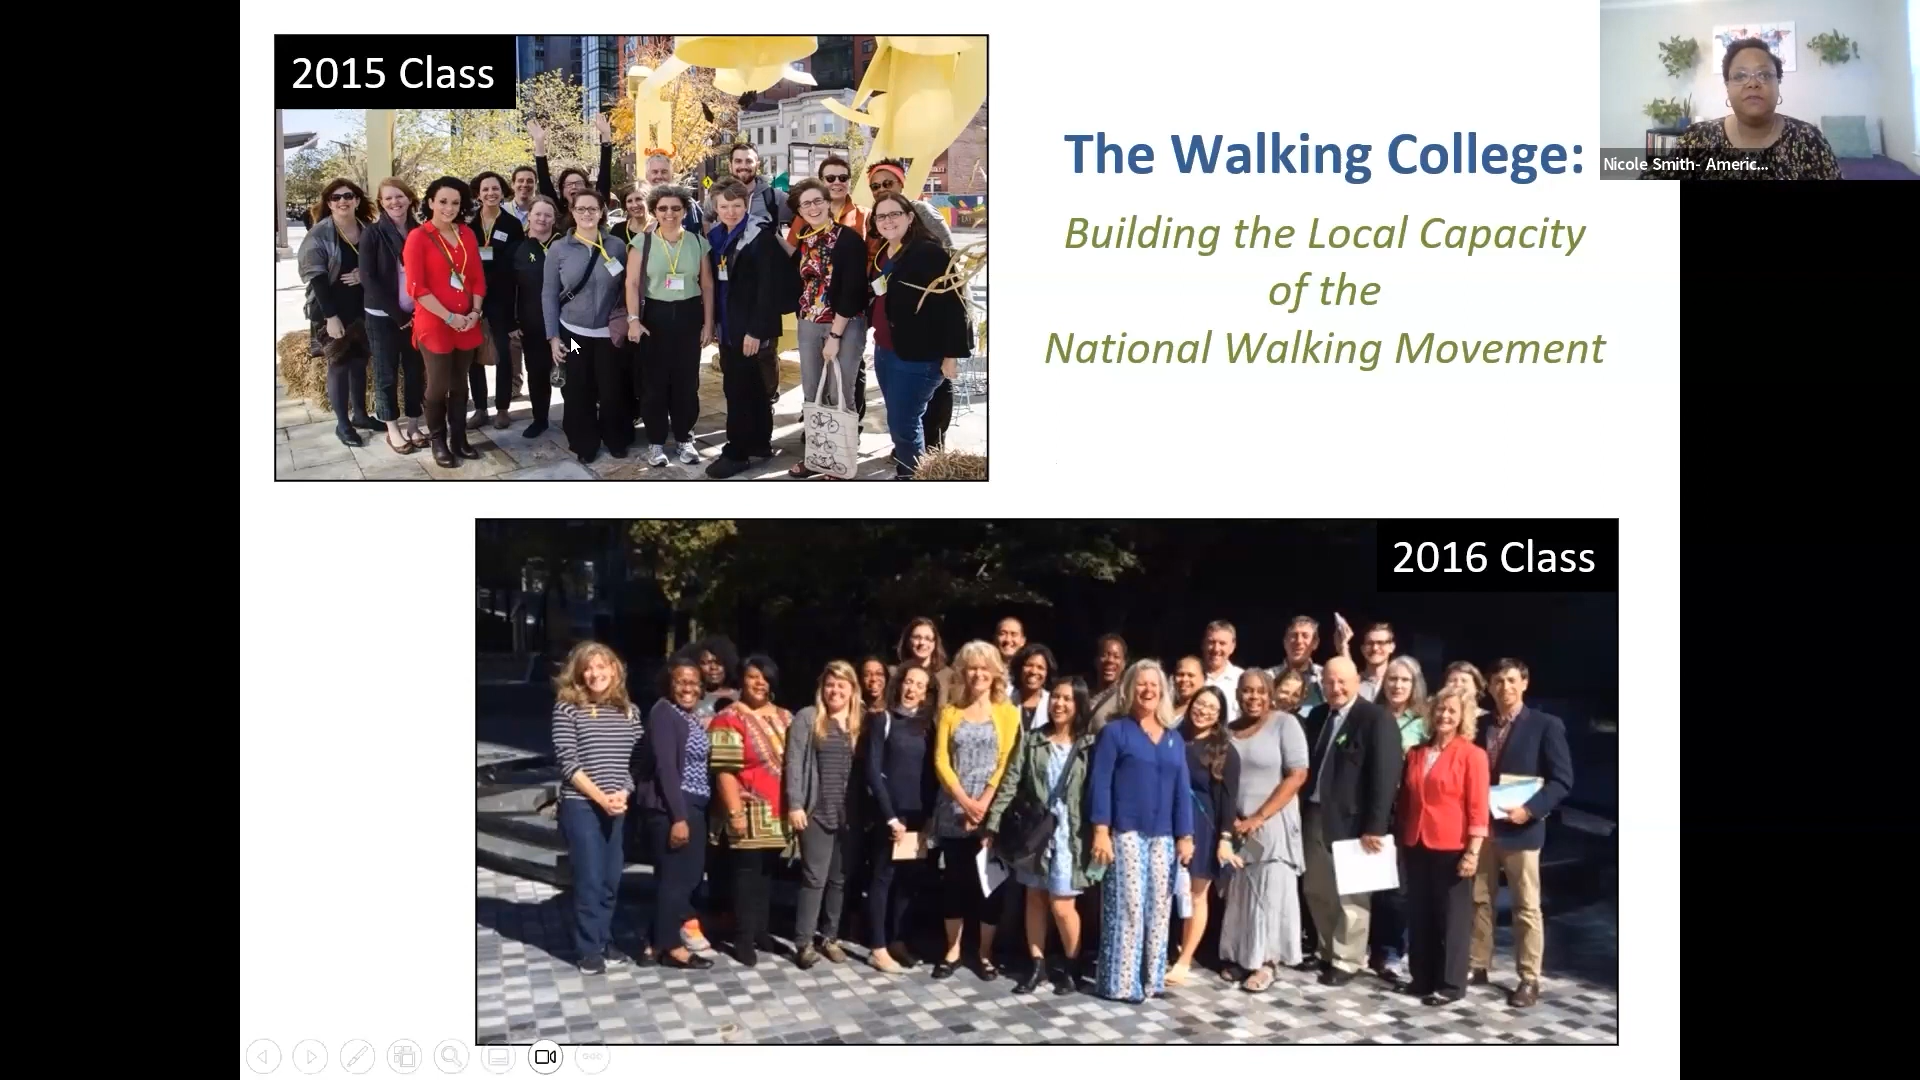 2015 Class
The Walking College:
Building the Local Capacity
of the
National Walking Movement
Nicole Smith- Americ...
2016 Class